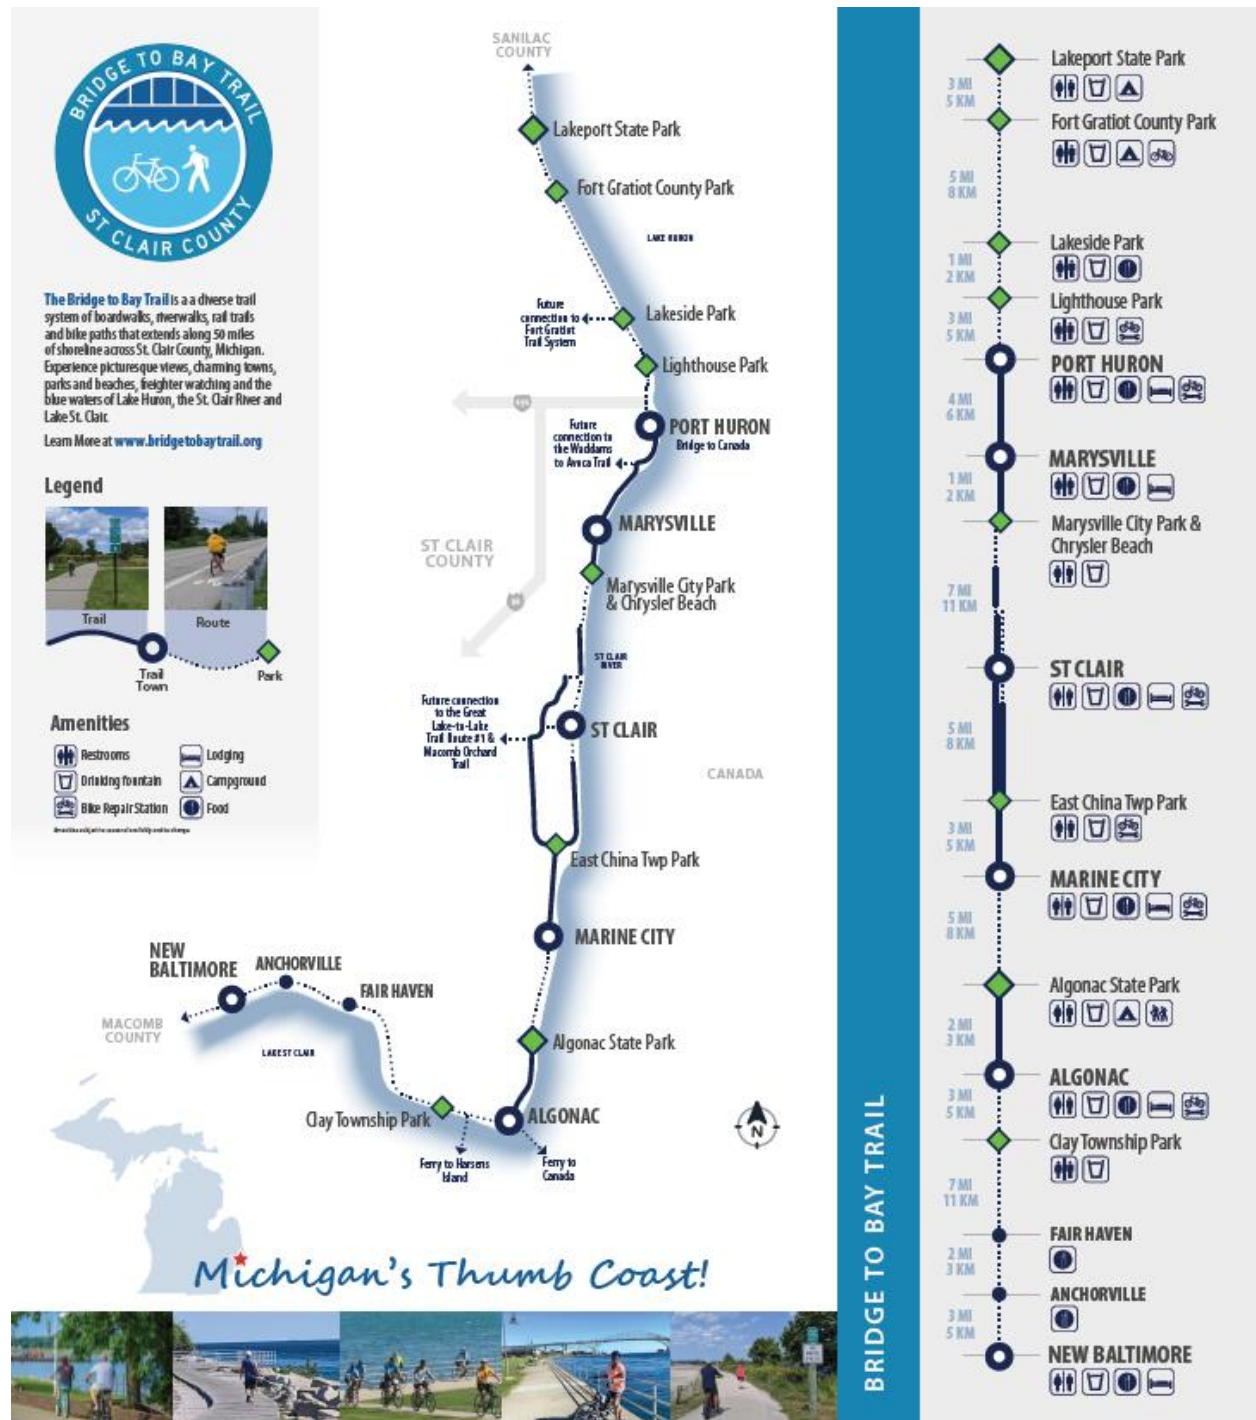 BRIDGE TO BAY TRAIL
ST CLAIR COUNTY
The Bridge to Bay Trail is a a diverse trail
system of boardwalks, riverwalks, rail trails
and bike paths that extends along 50 miles
of shoreline across St. Clair County, Michigan.
Experience picturesque views, charming towns,
parks and beaches, freighter watching and the
blue waters of Lake Huron, the St. Clair River and
Lake St. Clair.
Learn More at www.bridgetobaytrail.org
Legend
Trail
Route
Trail
Town
Park
Amenities
Restrooms
Lodging
Drinking fountain
Campground
Bike Repair Station
Food
SANILAC
COUNTY
Lakeport State Park
Fort Gratiot County Park
LAKE HURON
Future
connection to
Fort Gratiot
Trail System
Lakeside Park
Lighthouse Park
PORT HURON
Bridge to Canada
Future
connection to
the Waddams
to Avoca Trail
MARYSVILLE
ST CLAIR
COUNTY
Marysville City Park
& Chrysler Beach
ST CLAIR
RIVER
Future connection
to the Great
Lake-to-Lake
Trail Route #1 &
Macomb Orchard
Trail
ST CLAIR
CANADA
East China Twp Park
MARINE CITY
NEW
BALTIMORE
ANCHORVILLE
FAIR HAVEN
MACOMB
COUNTY
LAKE ST CLAIR
Algonac State Park
Clay Township Park
ALGONAC
Ferry to Harsens
Island
Ferry to
Canada
N
Michigan's Thumb Coast!
BRIDGE TO BAY TRAIL
Lakeport State Park
3 MI
5 KM
Fort Gratiot County Park
5 MI
8 KM
Lakeside Park
1 MI
2 KM
Lighthouse Park
3 MI
5 KM
PORT HURON
4 MI
6 KM
MARYSVILLE
1 MI
2 KM
Marysville City Park &
Chrysler Beach
7 MI
11 KM
ST CLAIR
5 MI
8 KM
East China Twp Park
3 MI
5 KM
MARINE CITY
5 MI
8 KM
Algonac State Park
2 MI
3 KM
ALGONAC
3 MI
5 KM
Clay Township Park
7 MI
11 KM
FAIR HAVEN
2 MI
3 KM
ANCHORVILLE
3 MI
5 KM
NEW BALTIMORE